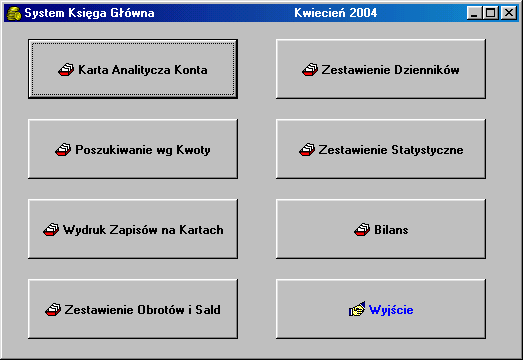 System Księga Główna Kwiecień 2004
Karta Analitycza Konta
Zestawienie Dzienników
Poszukiwanie wg Kwoty
Zestawienie Statystyczne
Wydruk Zapisów na Kartach
Bilans
Zestawienie Obrotów i Sald
Wyjście